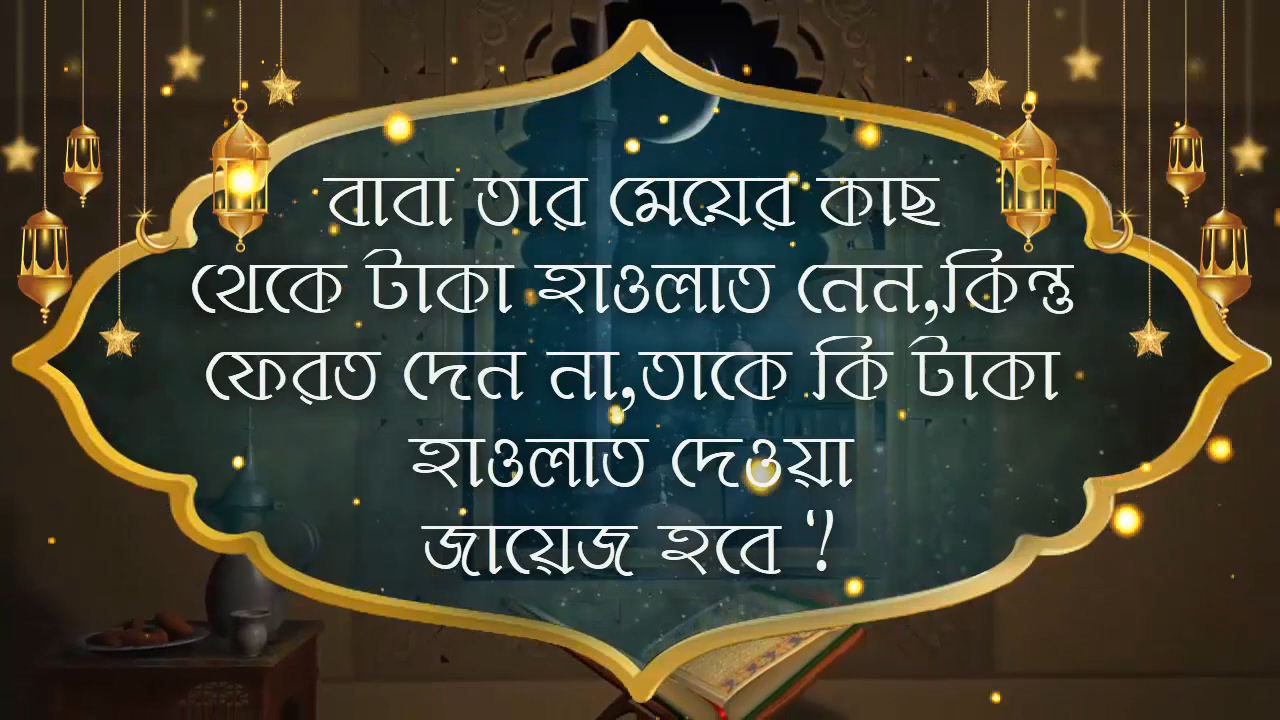 বাবা তার মেয়ের কাছ
থেকে টাকা হাওলাত নেন,কিন্তু
ফেরত দেন না,তাকে কি টাকা
হাওলাত দেওয়া
জায়েজ হবে ?